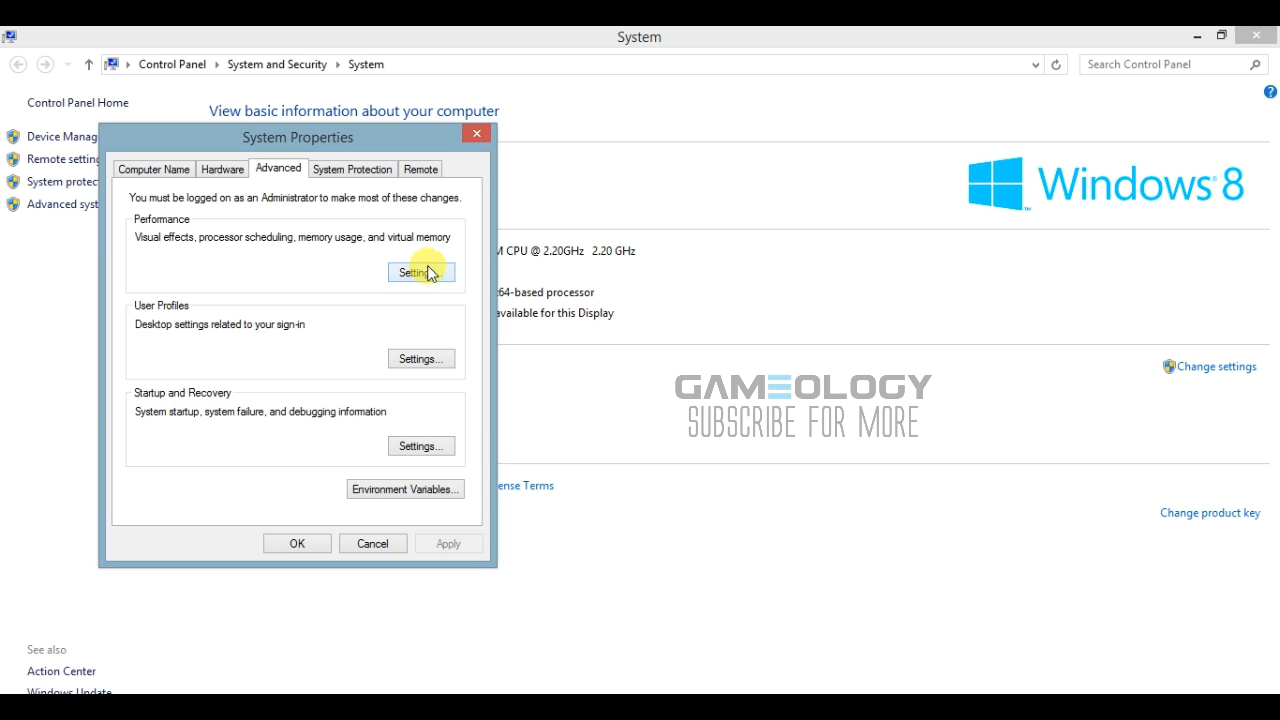 System
Control Panel System and Security System
Search Control Panel
Control Panel Home
View basic information about your computer
Device Manag
Remote setting
System protec
Advanced syst
System Properties
Computer Name Hardware Advanced System Protection Remote
You must be logged on as an Administrator to make most of these changes.
Performance
Visual effects, processor scheduling, memory usage, and virtual memory
User Profiles
Desktop settings related to your sign-in
Settings...
Startup and Recovery
System startup, system failure, and debugging information
Settings...
Environment Variables...
OK Cancel Apply
Windows 8
CPU @ 2.20GHz 2.20 GHz
64-based processor
available for this Display
Change settings
GAMEOLOGY
SUBSCRIBE FOR MORE
ense Terms
Change product key
See also
Action Center
Windows Update